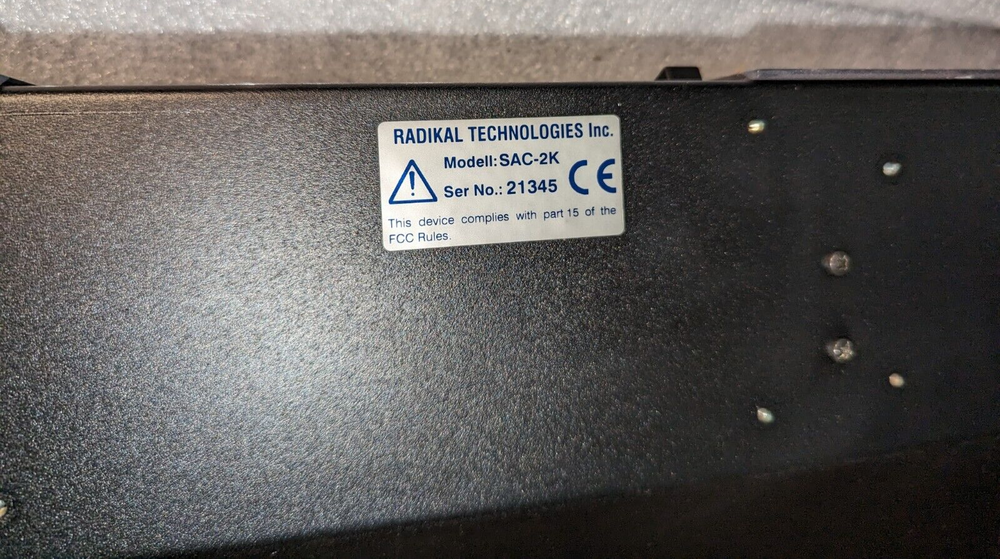 RADIKAL TECHNOLOGIES Inc.
Modell: SAC-2K
Ser No.: 21345
CE
This device complies with part 15 of the
FCC Rules.